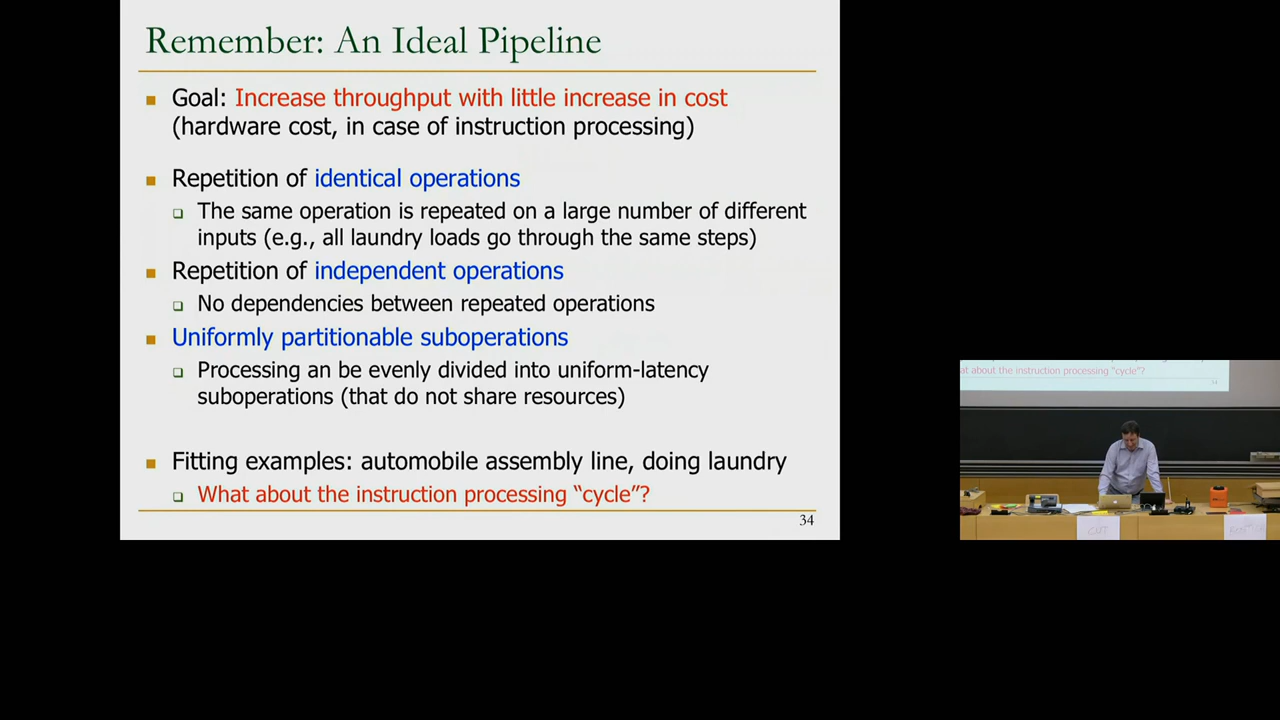 Remember: An Ideal Pipeline
Goal: Increase throughput with little increase in cost
(hardware cost, in case of instruction processing)
Repetition of identical operations
The same operation is repeated on a large number of different
inputs (e.g., all laundry loads go through the same steps)
Repetition of independent operations
No dependencies between repeated operations
Uniformly partitionable suboperations
Processing an be evenly divided into uniform-latency
suboperations (that do not share resources)
Fitting examples: automobile assembly line, doing laundry
What about the instruction processing “cycle”?
34
at about the instruction processing “cycle”?